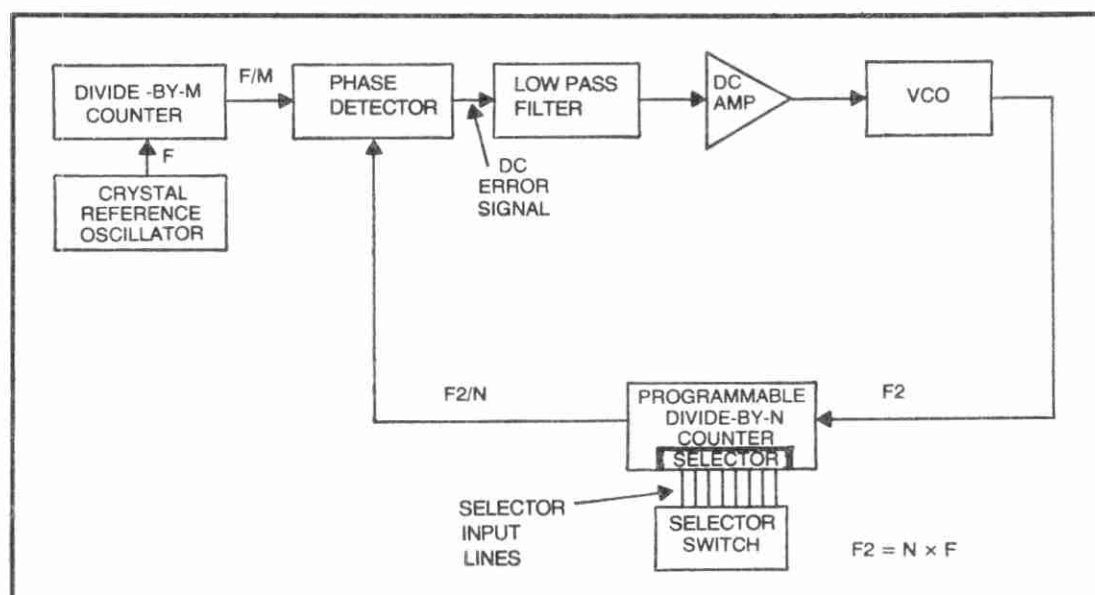 DIVIDE -BY-M
COUNTER
F/M
PHASE
DETECTOR
LOW PASS
FILTER
DC
AMP
VCO
F
CRYSTAL
REFERENCE
OSCILLATOR
DC
ERROR
SIGNAL
F2/N
PROGRAMMABLE
DIVIDE-BY-N
COUNTER
SELECTOR
F2
SELECTOR
INPUT
LINES
SELECTOR
SWITCH
F2 = N × F